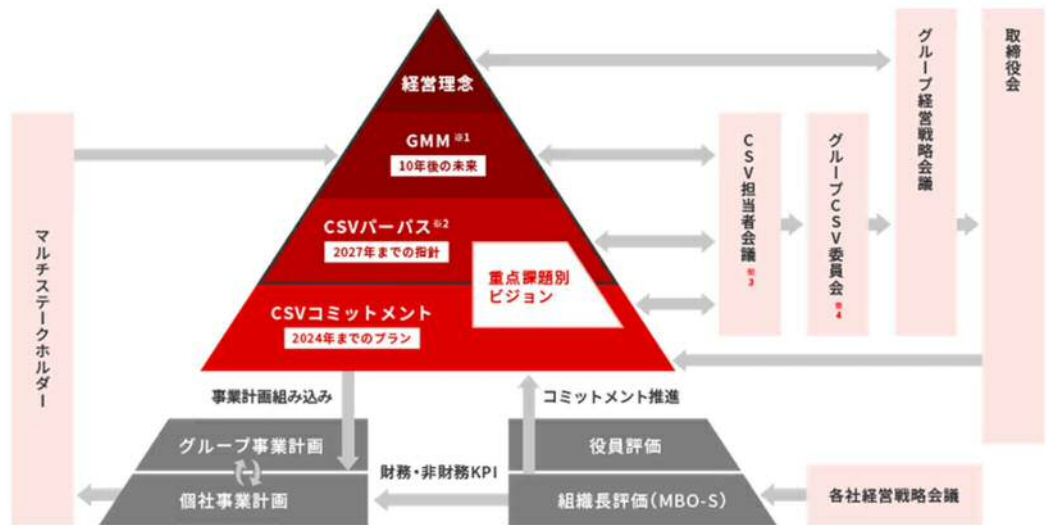 経営理念
GMM ※1
10年後の未来
CSVパーパス※2
2027年までの指針
重点課題別
ビジョン
CSVコミットメント
2024年までのプラン
マルチステークホルダー
CSV担当者会議 ※3
グループCSV委員会 ※4
グループ経営戦略会議
取締役会
事業計画組み込み
コミットメント推進
グループ事業計画
個社事業計画
財務・非財務KPI
役員評価
組織長評価(MBO-S)
各社経営戦略会議